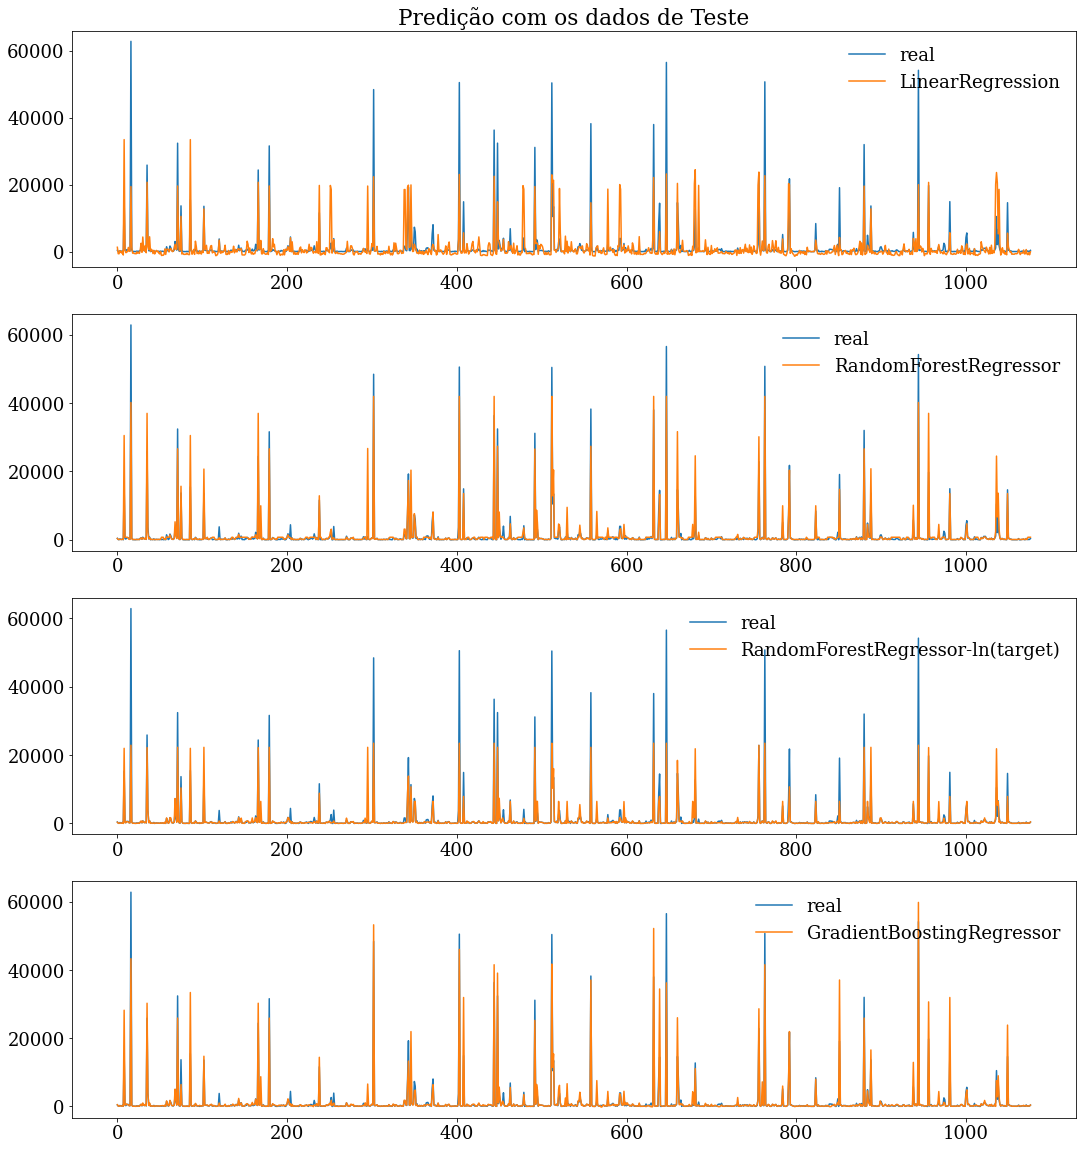 Predição com os dados de Teste
60000
40000
20000
0
real
LinearRegression
0 200 400 600 800 1000
60000
40000
20000
0
real
RandomForestRegressor
0 200 400 600 800 1000
60000
40000
20000
0
real
RandomForestRegressor-ln(target)
0 200 400 600 800 1000
60000
40000
20000
0
real
GradientBoostingRegressor
0 200 400 600 800 1000